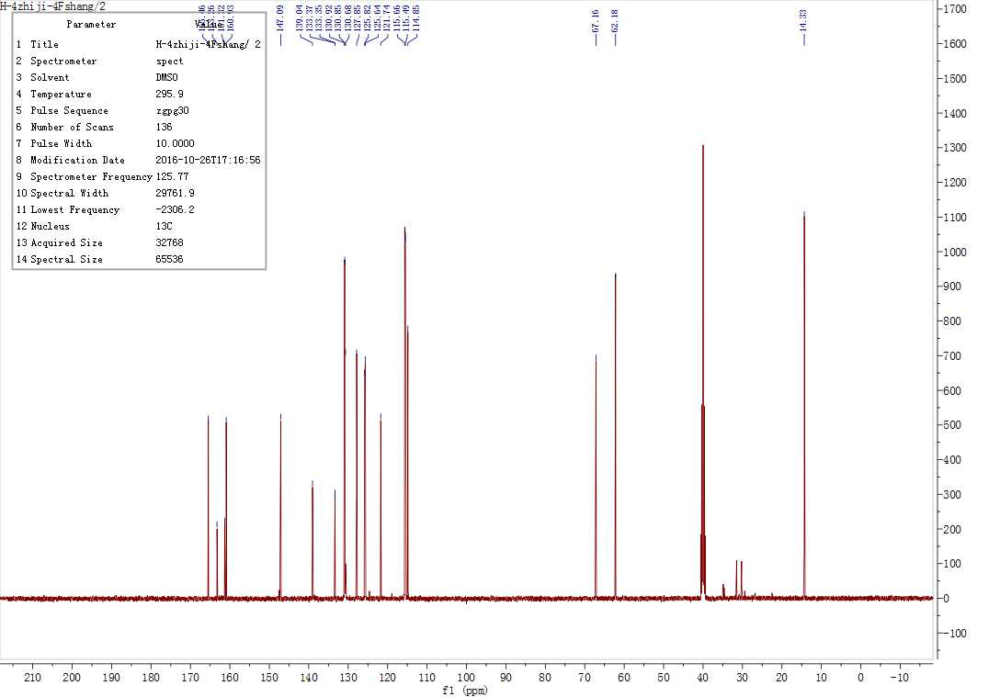 H-4zhiji-4Fshang/2
Parameter Value
1 Title H-4zhiji-4Fshang/ 2
2 Spectrometer spect
3 Solvent DMSO
4 Temperature 295.9
5 Pulse Sequence zgpg30
6 Number of Scans 136
7 Pulse Width 10.0000
8 Modification Date 2016-10-26T17:16:56
9 Spectrometer Frequency 125.77
10 Spectral Width 29761.9
11 Lowest Frequency -2306.2
12 Nucleus 13C
13 Acquired Size 32768
14 Spectral Size 65536
160.93
147.09
139.04
133.37
133.35
130.92
130.85
130.68
127.85
125.82
125.64
121.74
115.66
115.49
114.85
67.16
62.18
14.33
1700
1600
1500
1400
1300
1200
1100
1000
900
800
700
600
500
400
300
200
100
0
-100
210 200 190 180 170 160 150 140 130 120 110 100 90 80 70 60 50 40 30 20 10 0 -10
f1 (ppm)